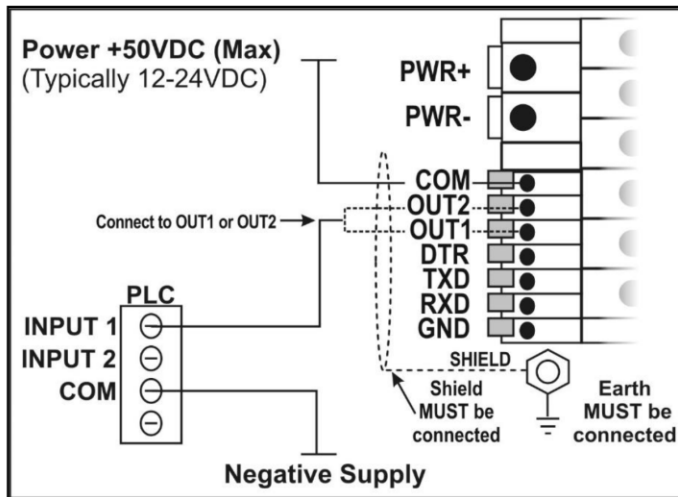 Power +50VDC (Max)
(Typically 12-24VDC)
PWR+
PWR-
COM
OUT2
OUT1
DTR
TXD
RXD
GND
Connect to OUT1 or OUT2
PLC
INPUT 1
INPUT 2
COM
SHIELD
Shield
MUST be
connected
Earth
MUST be
connected
Negative Supply